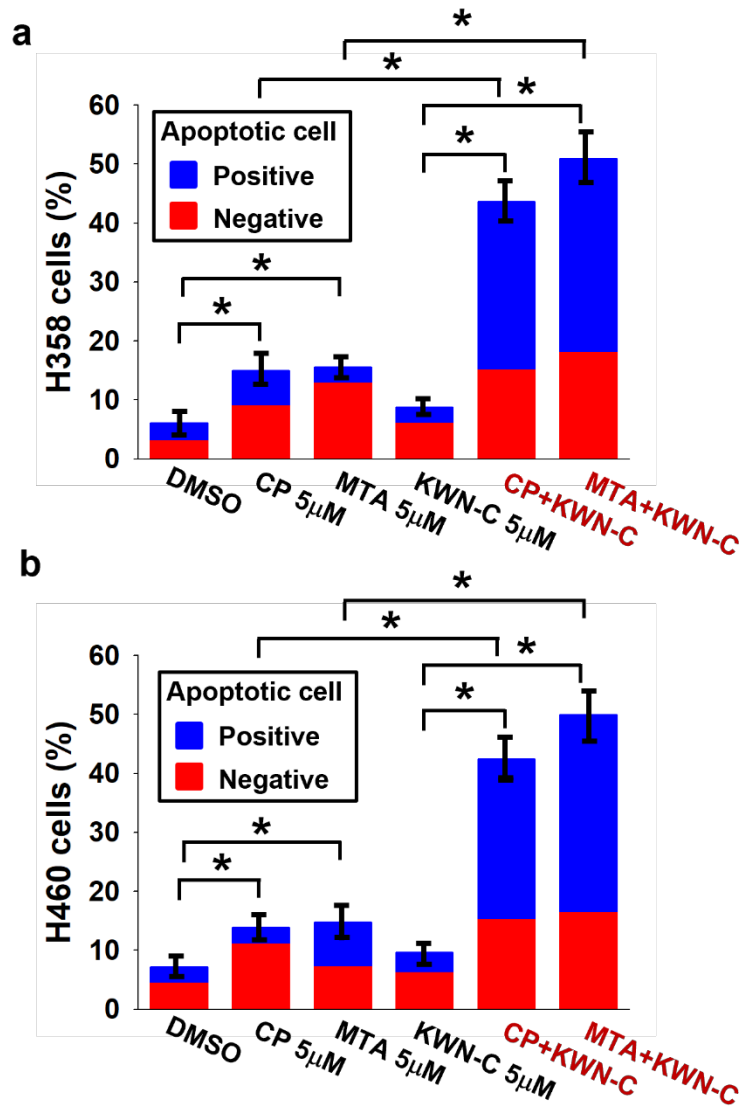 a
H358 cells (%)
60
50
40
30
20
10
0
Apoptotic cell
Positive
Negative
*
*
*
*
*
*
DMSO
CP 5μM
MTA 5μM
KWN-C 5μM
CP+KWN-C
MTA+KWN-C
b
H460 cells (%)
60
50
40
30
20
10
0
Apoptotic cell
Positive
Negative
*
*
*
*
*
*
DMSO
CP 5μM
MTA 5μM
KWN-C 5μM
CP+KWN-C
MTA+KWN-C